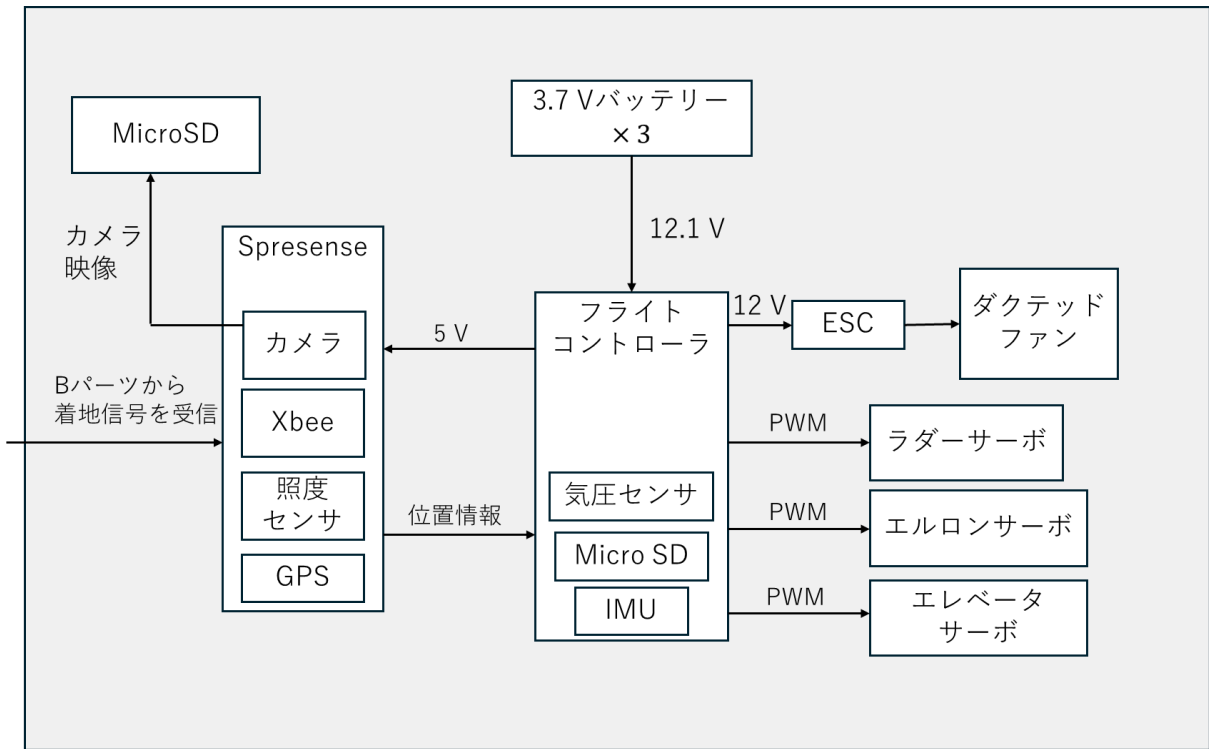 3.7 Vバッテリー
×3
MicroSD
12.1 V
カメラ
映像
Spresense
カメラ
Xbee
照度
センサ
GPS
Bパーツから
着地信号を受信
5 V
位置情報
フライト
コントローラ
気圧センサ
Micro SD
IMU
12 V
ESC
ダクテッド
ファン
PWM
ラダーサーボ
PWM
エルロンサーボ
PWM
エレベータ
サーボ